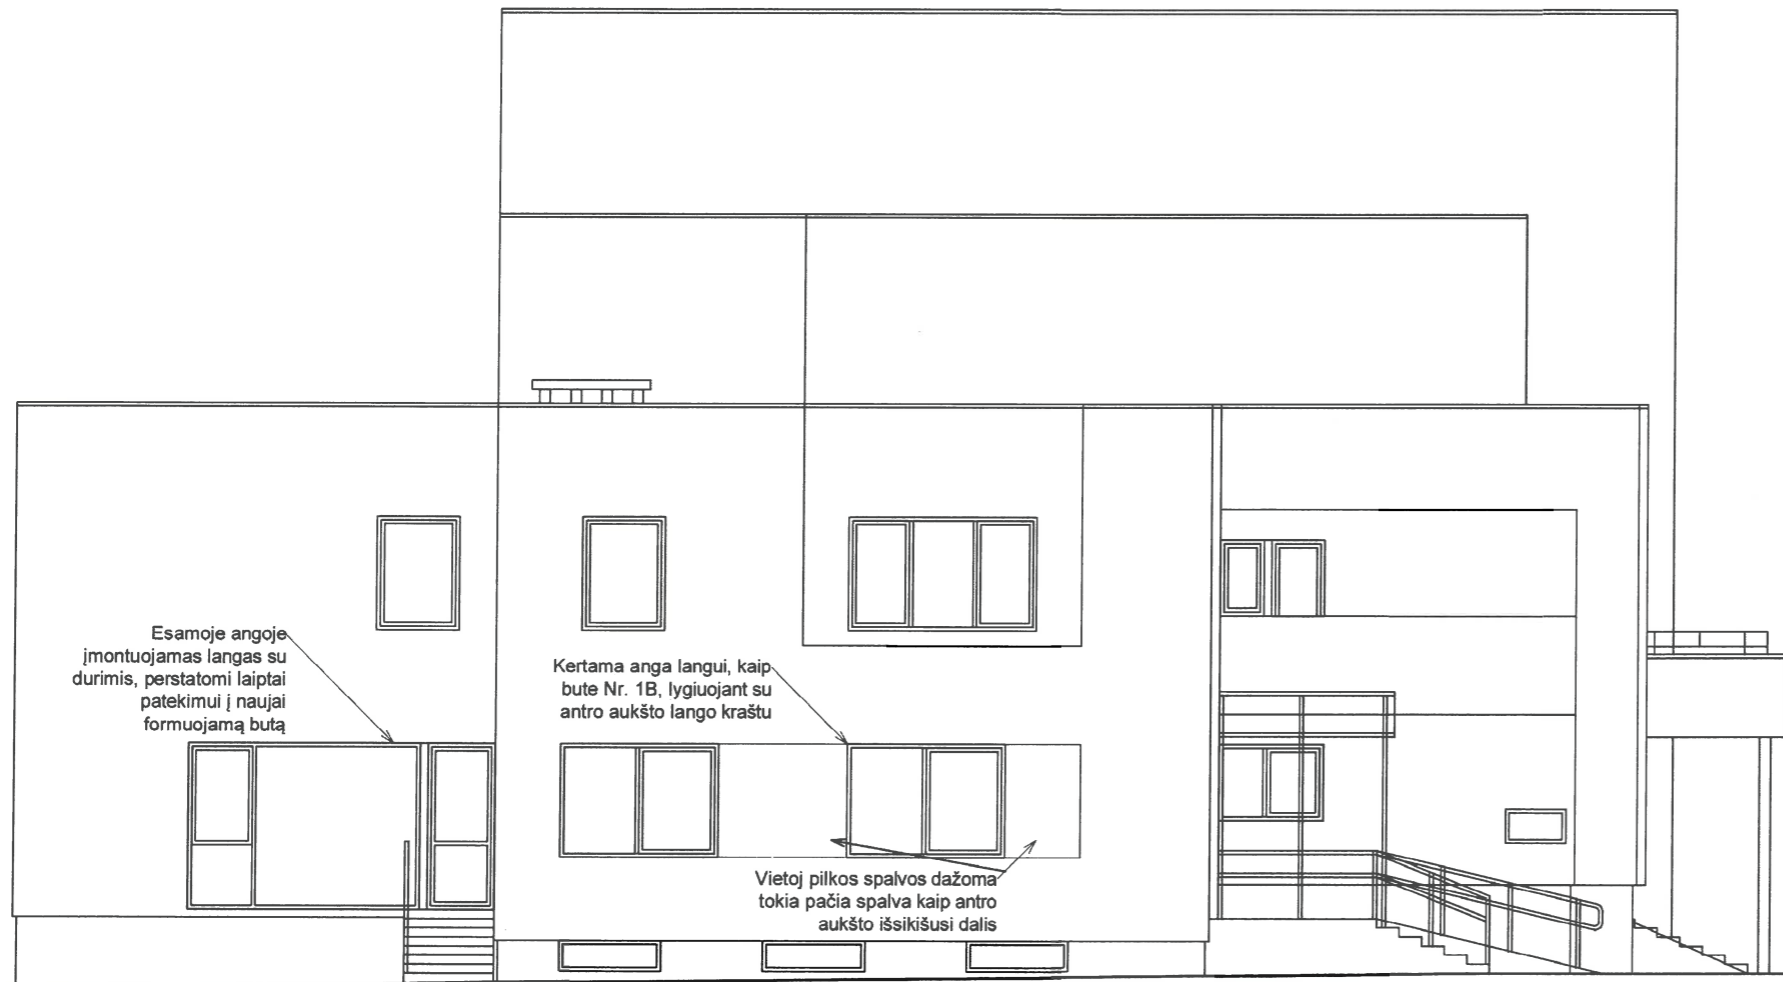 Esamoje angoje
įmontuojamas langas su
durimis, perstatomi laiptai
patekimui į naujai
formuojamą butą
Kertama anga langui, kaip
bute Nr. 1B, lygiuojant su
antro aukšto lango kraštu
Vietoj pilkos spalvos dažoma
tokia pačia spalva kaip antro
aukšto išsikišusi dalis